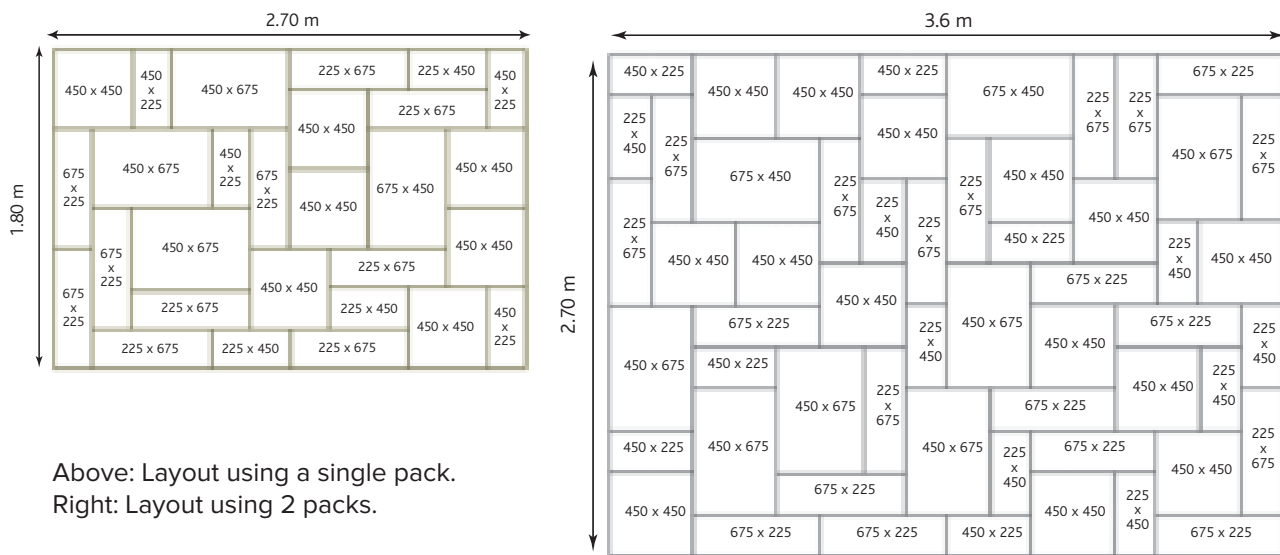 2.70 m
1.80 m
450 x 450
450
x
225
450 x 675
225 x 675
225 x 450
450
x
225
450 x 450
225 x 675
675
x
225
450 x 675
450
x
225
675
x
225
450 x 450
675 x 450
450 x 450
675
x
225
450 x 675
450 x 450
675
x
225
450 x 450
225 x 675
225 x 675
225 x 450
450 x 450
450
x
225
225 x 675
225 x 450
225 x 675
Above: Layout using a single pack.
Right: Layout using 2 packs.
3.6 m
2.70 m
450 x 225
450 x 450
450 x 450
450 x 225
675 x 450
225
x
675
225
x
675
675 x 225
225
x
450
225
x
675
450 x 450
450 x 675
225
x
675
675 x 450
225
x
675
225
x
675
450 x 450
225
x
675
225
x
450
225
x
675
450 x 450
450 x 450
450 x 450
450 x 225
225
x
450
450 x 450
450 x 450
450 x 675
675 x 225
450 x 675
675 x 225
225
x
450
450 x 450
675 x 225
225
x
450
450 x 225
450 x 675
225
x
675
450 x 450
225
x
450
450 x 675
450 x 675
675 x 225
225
x
675
450 x 225
225
x
450
675 x 225
450 x 450
450 x 450
675 x 225
450 x 450
225
x
450
675 x 225
675 x 225
450 x 225
675 x 225